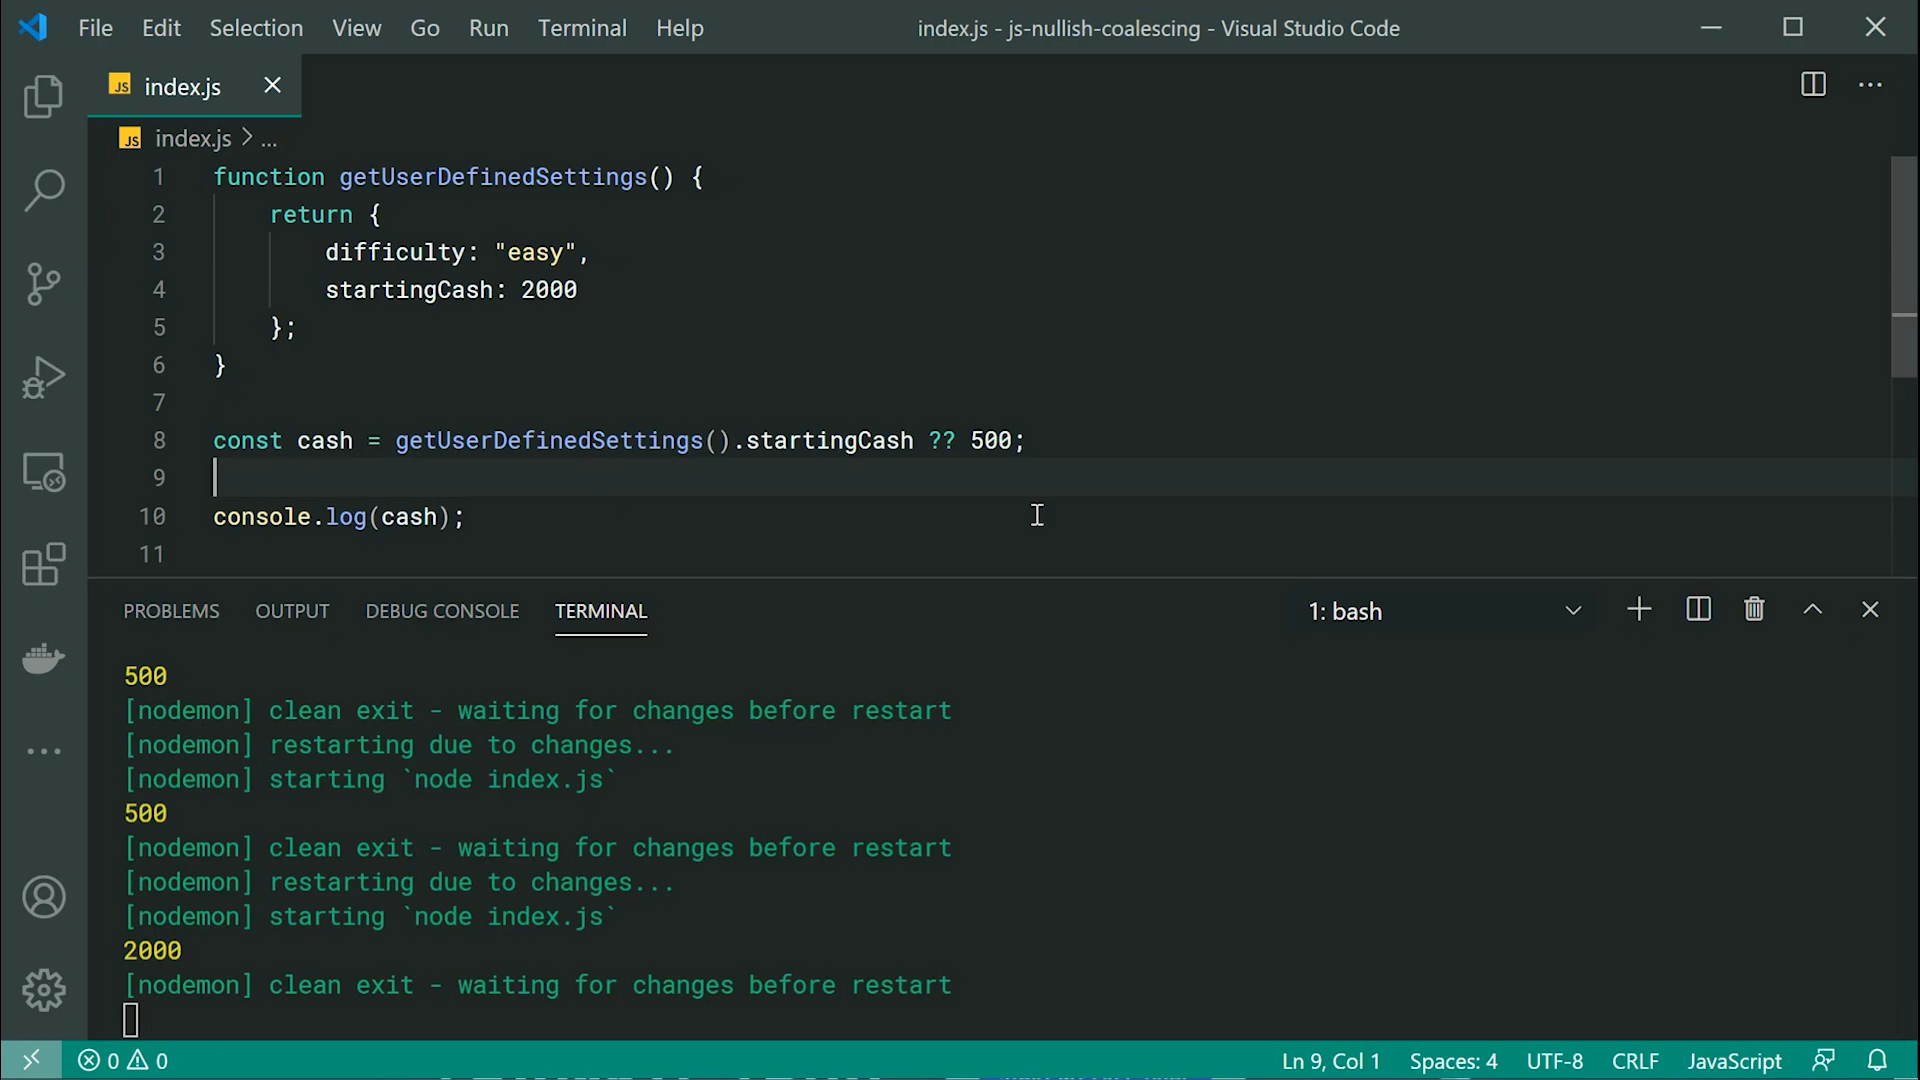 File Edit Selection View Go Run Terminal Help index.js - js-nullish-coalescing - Visual Studio Code
JS index.js
JS index.js > ...
1 function getUserDefinedSettings() {
2 return {
3 difficulty: "easy",
4 startingCash: 2000
5 };
6 }
7
8 const cash = getUserDefinedSettings().startingCash ?? 500;
9
10 console.log(cash);
11
PROBLEMS OUTPUT DEBUG CONSOLE TERMINAL 1: bash
500
[nodemon] clean exit - waiting for changes before restart
[nodemon] restarting due to changes...
[nodemon] starting `node index.js`
500
[nodemon] clean exit - waiting for changes before restart
[nodemon] restarting due to changes...
[nodemon] starting `node index.js`
2000
[nodemon] clean exit - waiting for changes before restart
0 0 Ln 9, Col 1 Spaces: 4 UTF-8 CRLF JavaScript